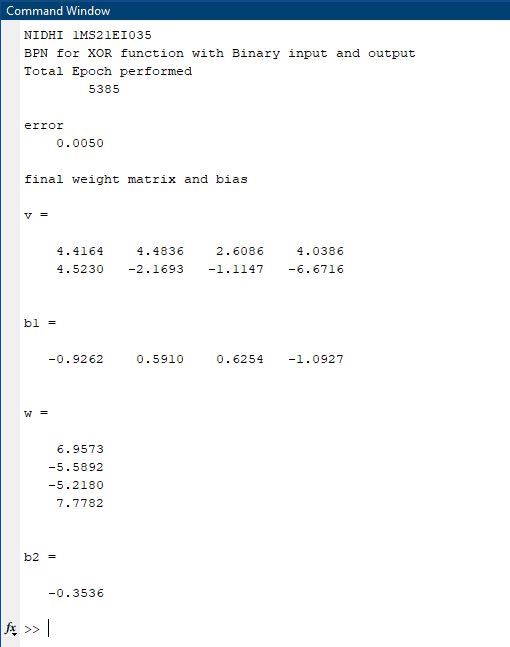 Command Window
NIDHI 1MS21EI035
BPN for XOR function with Binary input and output
Total Epoch performed
5385
error
0.0050
final weight matrix and bias
v =
4.4164 4.4836 2.6086 4.0386
4.5230 -2.1693 -1.1147 -6.6716
b1 =
-0.9262 0.5910 0.6254 -1.0927
w =
6.9573
-5.5892
-5.2180
7.7782
b2 =
-0.3536
fx >>